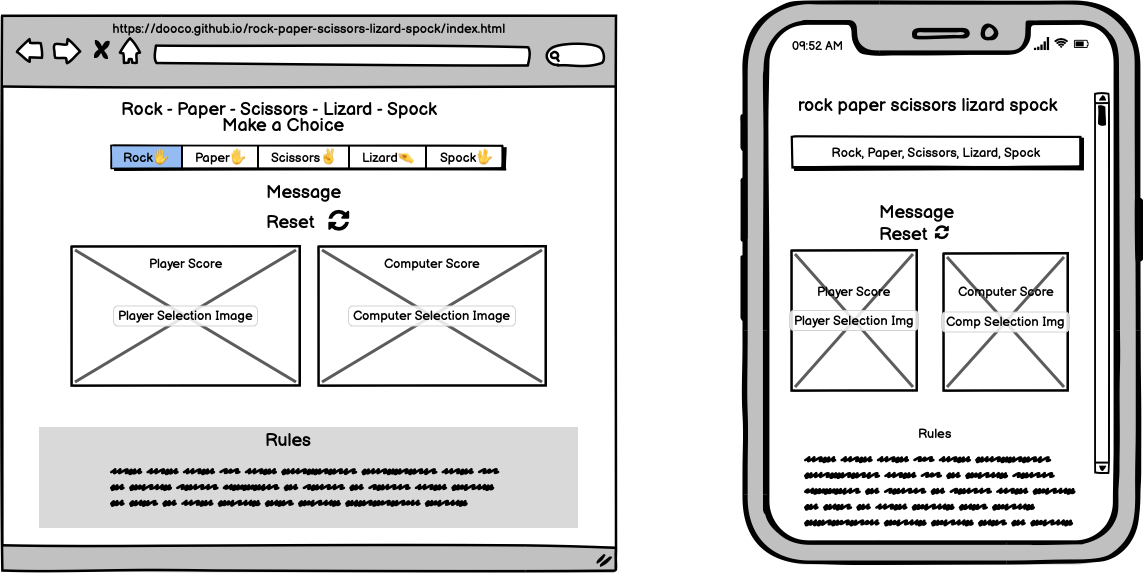 https://dooco.github.io/rock-paper-scissors-lizard-spock/index.html
Rock - Paper - Scissors - Lizard - Spock
Make a Choice
Rock🖐 Paper✋ Scissors✌ Lizard🤏 Spock🖖
Message
Reset
Player Score Computer Score
Player Selection Image Computer Selection Image
Rules
09:52 AM
rock paper scissors lizard spock
Rock, Paper, Scissors, Lizard, Spock
Message
Reset
Player Score Computer Score
Player Selection Img Comp Selection Img
Rules